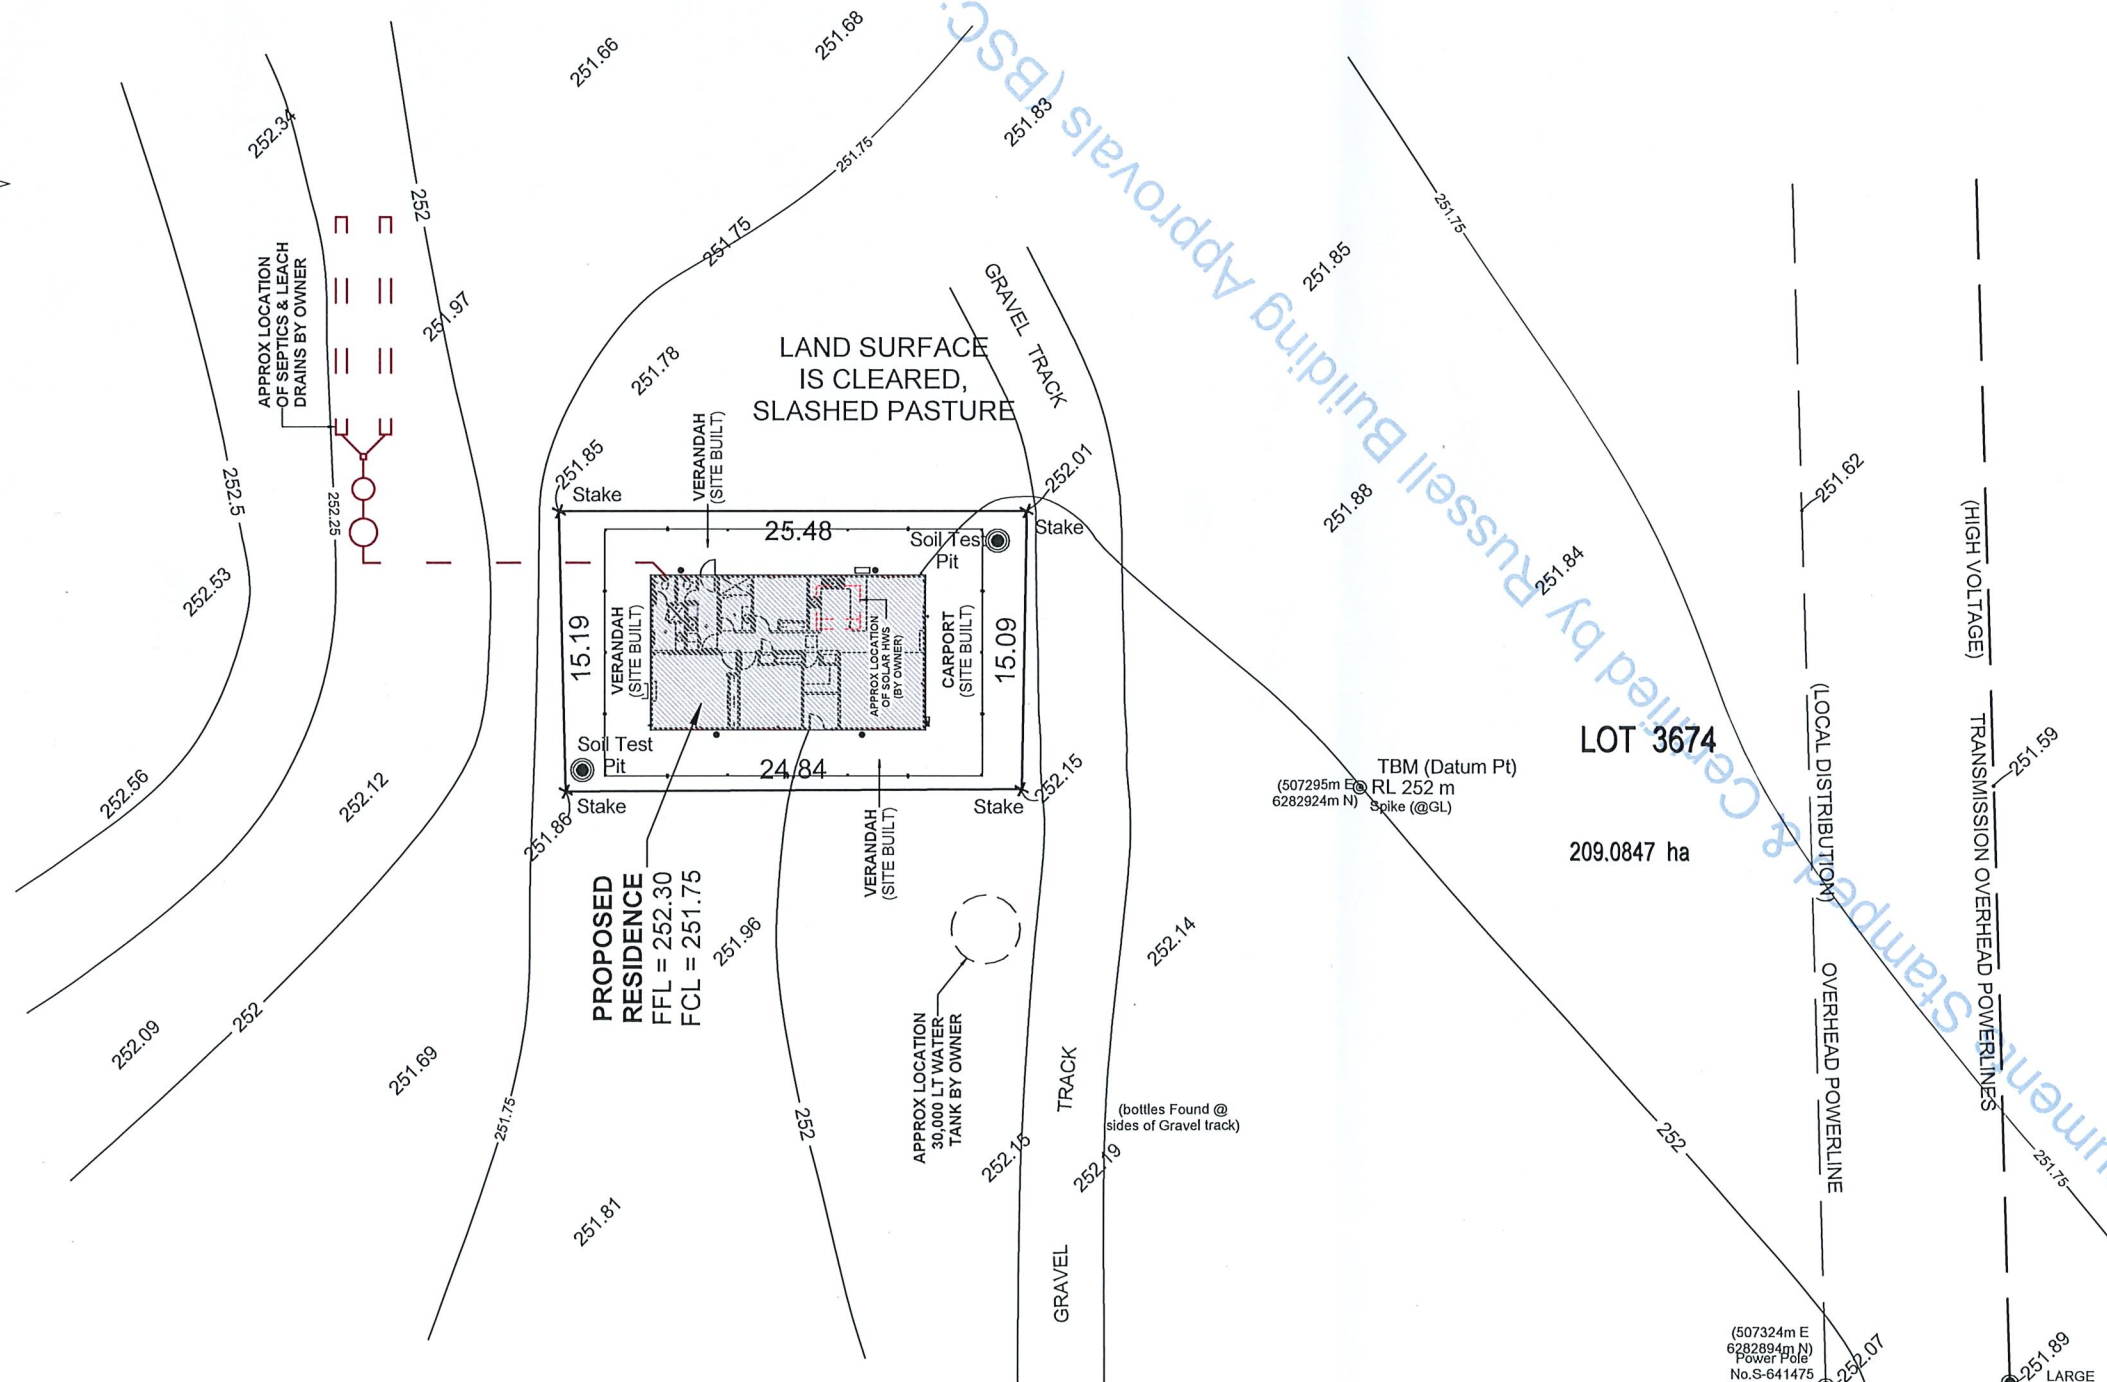 251.66
251.68
252.34
251.83
251.75
252
251.75
251.75
251.85
APPROX LOCATION
OF SEPTICS & LEACH
DRAINS BY OWNER
251.97
GRAVEL TRACK
LAND SURFACE
IS CLEARED,
SLASHED PASTURE
251.78
VERANDAH
(SITE BUILT)
252.5
252.25
251.85
Stake
252.01
Stake
251.88
251.62
251.84
25.48
Soil Test
Pit
252.53
15.19
VERANDAH
(SITE BUILT)
APPROX LOCATION
OF SOLAR HWS
(BY OWNER)
CARPORT
(SITE BUILT)
15.09
(HIGH VOLTAGE)
TRANSMISSION OVERHEAD POWERLINES
(LOCAL DISTRIBUTION)
OVERHEAD POWERLINE
LOT 3674
209.0847 ha
251.59
TBM (Datum Pt)
(507295m E
6282924m N)
RL 252 m
Spike (@GL)
Soil Test
Pit
24.84
Stake
Stake
252.15
252.56
252.12
251.86
VERANDAH
(SITE BUILT)
PROPOSED
RESIDENCE
FFL = 252.30
FCL = 251.75
251.96
252.14
252.09
252
251.69
251.75
252
APPROX LOCATION
30,000 LT WATER
TANK BY OWNER
GRAVEL TRACK
(bottles Found @
sides of Gravel track)
252.15
252.19
252
251.75
251.81
(507324m E
6282894m N)
Power Pole
No.S-641475
252.07
251.89
LARGE
ument Stamped & Certified by Russell Building Approvals (BSC.